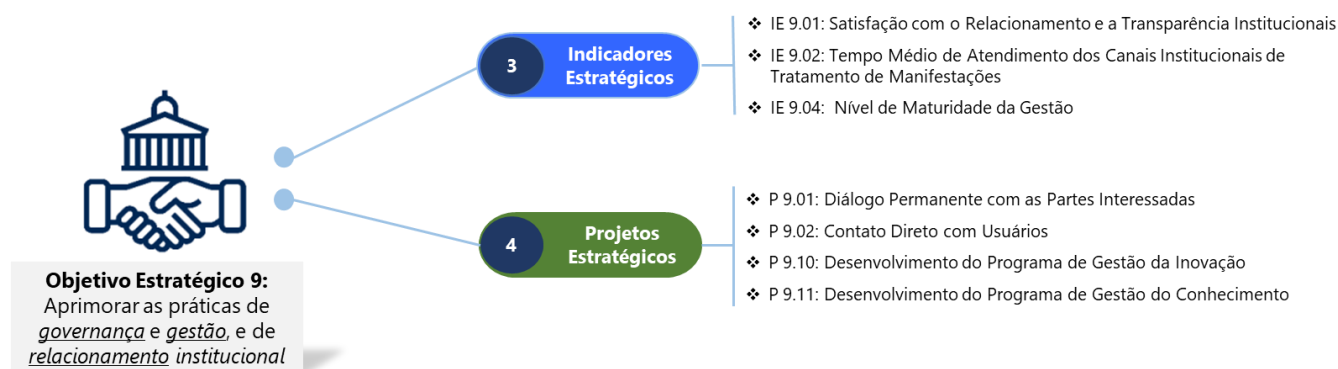 3
Indicadores
Estratégicos
❖ IE 9.01: Satisfação com o Relacionamento e a Transparência Institucionais
❖ IE 9.02: Tempo Médio de Atendimento dos Canais Institucionais de
Tratamento de Manifestações
❖ IE 9.04: Nível de Maturidade da Gestão
4
Projetos
Estratégicos
❖ P 9.01: Diálogo Permanente com as Partes Interessadas
❖ P 9.02: Contato Direto com Usuários
❖ P 9.10: Desenvolvimento do Programa de Gestão da Inovação
❖ P 9.11: Desenvolvimento do Programa de Gestão do Conhecimento
Objetivo Estratégico 9:
Aprimorar as práticas de
governança e gestão, e de
relacionamento institucional